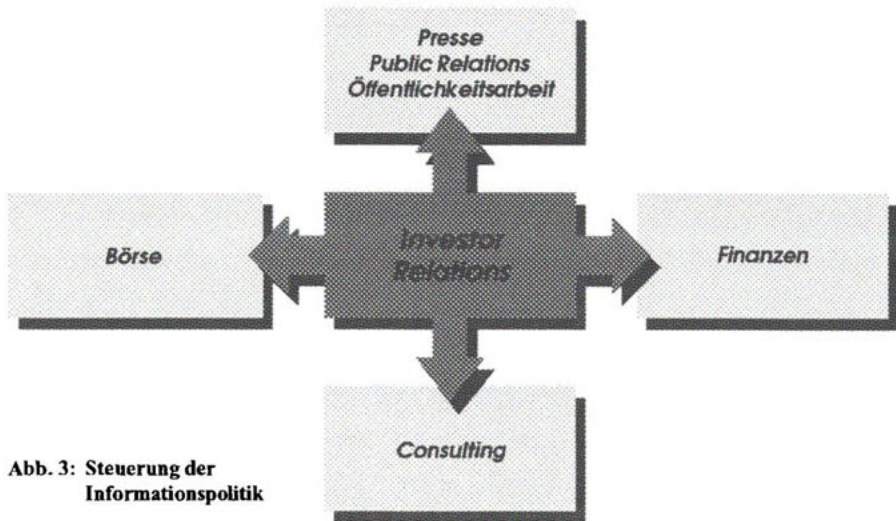 Presse
Public Relations
Öffentlichkeitsarbeit
Börse
Investor
Relations
Finanzen
Consulting
Abb. 3: Steuerung der
Informationspolitik